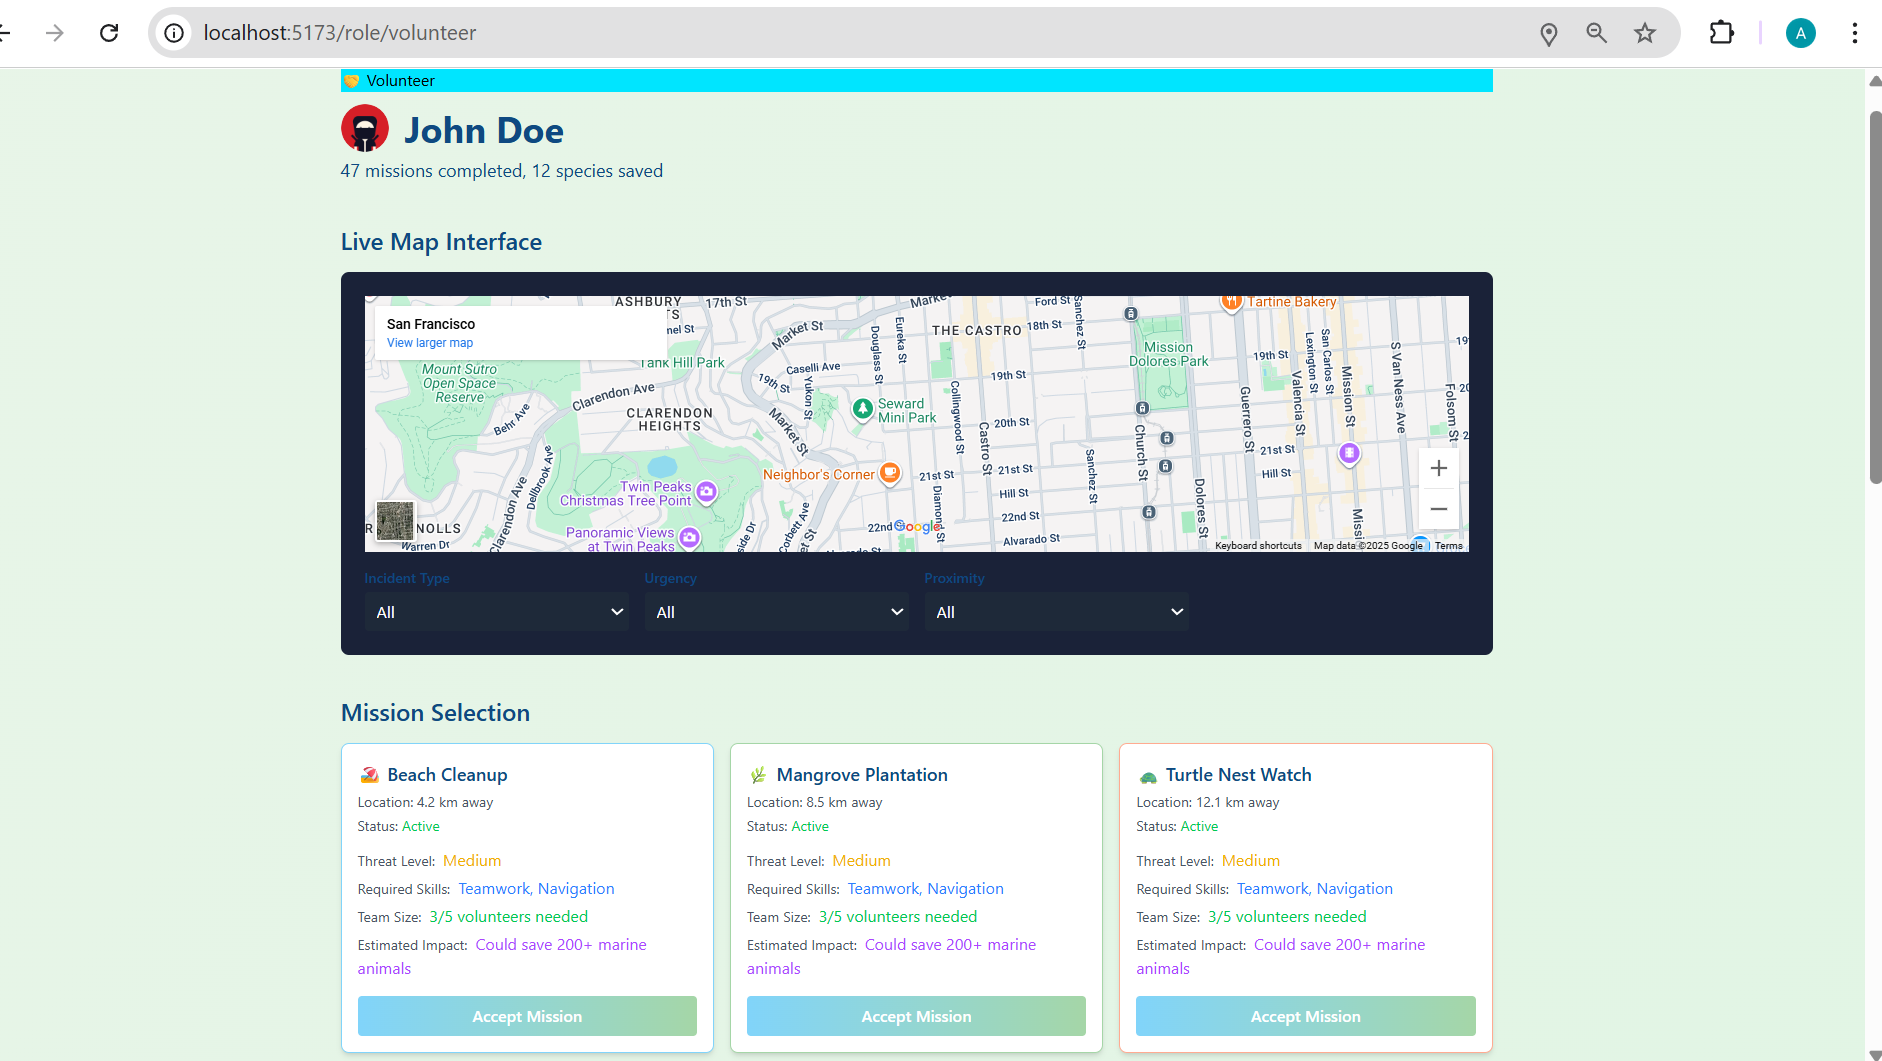 localhost:5173/role/volunteer
A
Volunteer
John Doe
47 missions completed, 12 species saved
Live Map Interface
San Francisco
View larger map
ASHBURY
17th St
Ford St
Tartine Bakery
THE CASTRO
18th St
Sanchez St
Market St
Douglass St
Eureka St
Mission
Dolores Park
19th St
Lexington St
San Carlos St
S Van Ness Ave
Tank Hill Park
Mount Sutro
Open Space
Reserve
Caselli Ave
19th St
Yukon St
19th St
Clarendon Ave
Behr Ave
CLARENDON
HEIGHTS
Seward
Mini Park
Collingwood St
Castro St
20th St
Church St
Guerrero St
Valencia St
Mission St
Folsom St
Market St
Dellbrook Ave
Clarendon Ave
Neighbor's Corner
21st St
21st St
Sanchez St
21st St
Hill St
Twin Peaks
Christmas Tree Point
Diamond St
Hill St
Dolores St
Corbett Ave
22nd St
Panoramic Views
at Twin Peaks
22nd
Google
Alvarado St
Warren Dr
Keyboard shortcuts
Map data ©2025 Google
Terms
Incident Type
Urgency
Proximity
All
All
All
Mission Selection
Beach Cleanup
Location: 4.2 km away
Status: Active
Threat Level: Medium
Required Skills: Teamwork, Navigation
Team Size: 3/5 volunteers needed
Estimated Impact: Could save 200+ marine
animals
Accept Mission
Mangrove Plantation
Location: 8.5 km away
Status: Active
Threat Level: Medium
Required Skills: Teamwork, Navigation
Team Size: 3/5 volunteers needed
Estimated Impact: Could save 200+ marine
animals
Accept Mission
Turtle Nest Watch
Location: 12.1 km away
Status: Active
Threat Level: Medium
Required Skills: Teamwork, Navigation
Team Size: 3/5 volunteers needed
Estimated Impact: Could save 200+ marine
animals
Accept Mission